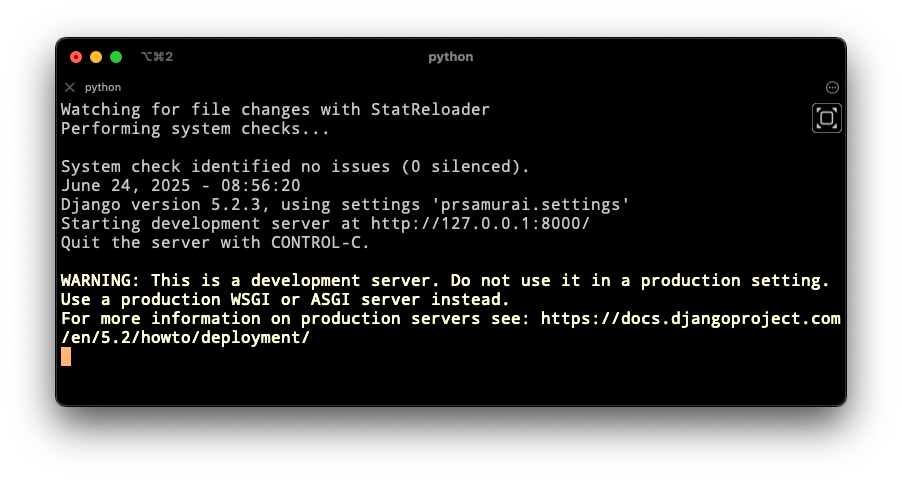 ⌥⌘2
python
python
Watching for file changes with StatReloader
Performing system checks...
System check identified no issues (0 silenced).
June 24, 2025 - 08:56:20
Django version 5.2.3, using settings 'prsamurai.settings'
Starting development server at http://127.0.0.1:8000/
Quit the server with CONTROL-C.
WARNING: This is a development server. Do not use it in a production setting.
Use a production WSGI or ASGI server instead.
For more information on production servers see: https://docs.djangoproject.com
/en/5.2/howto/deployment/